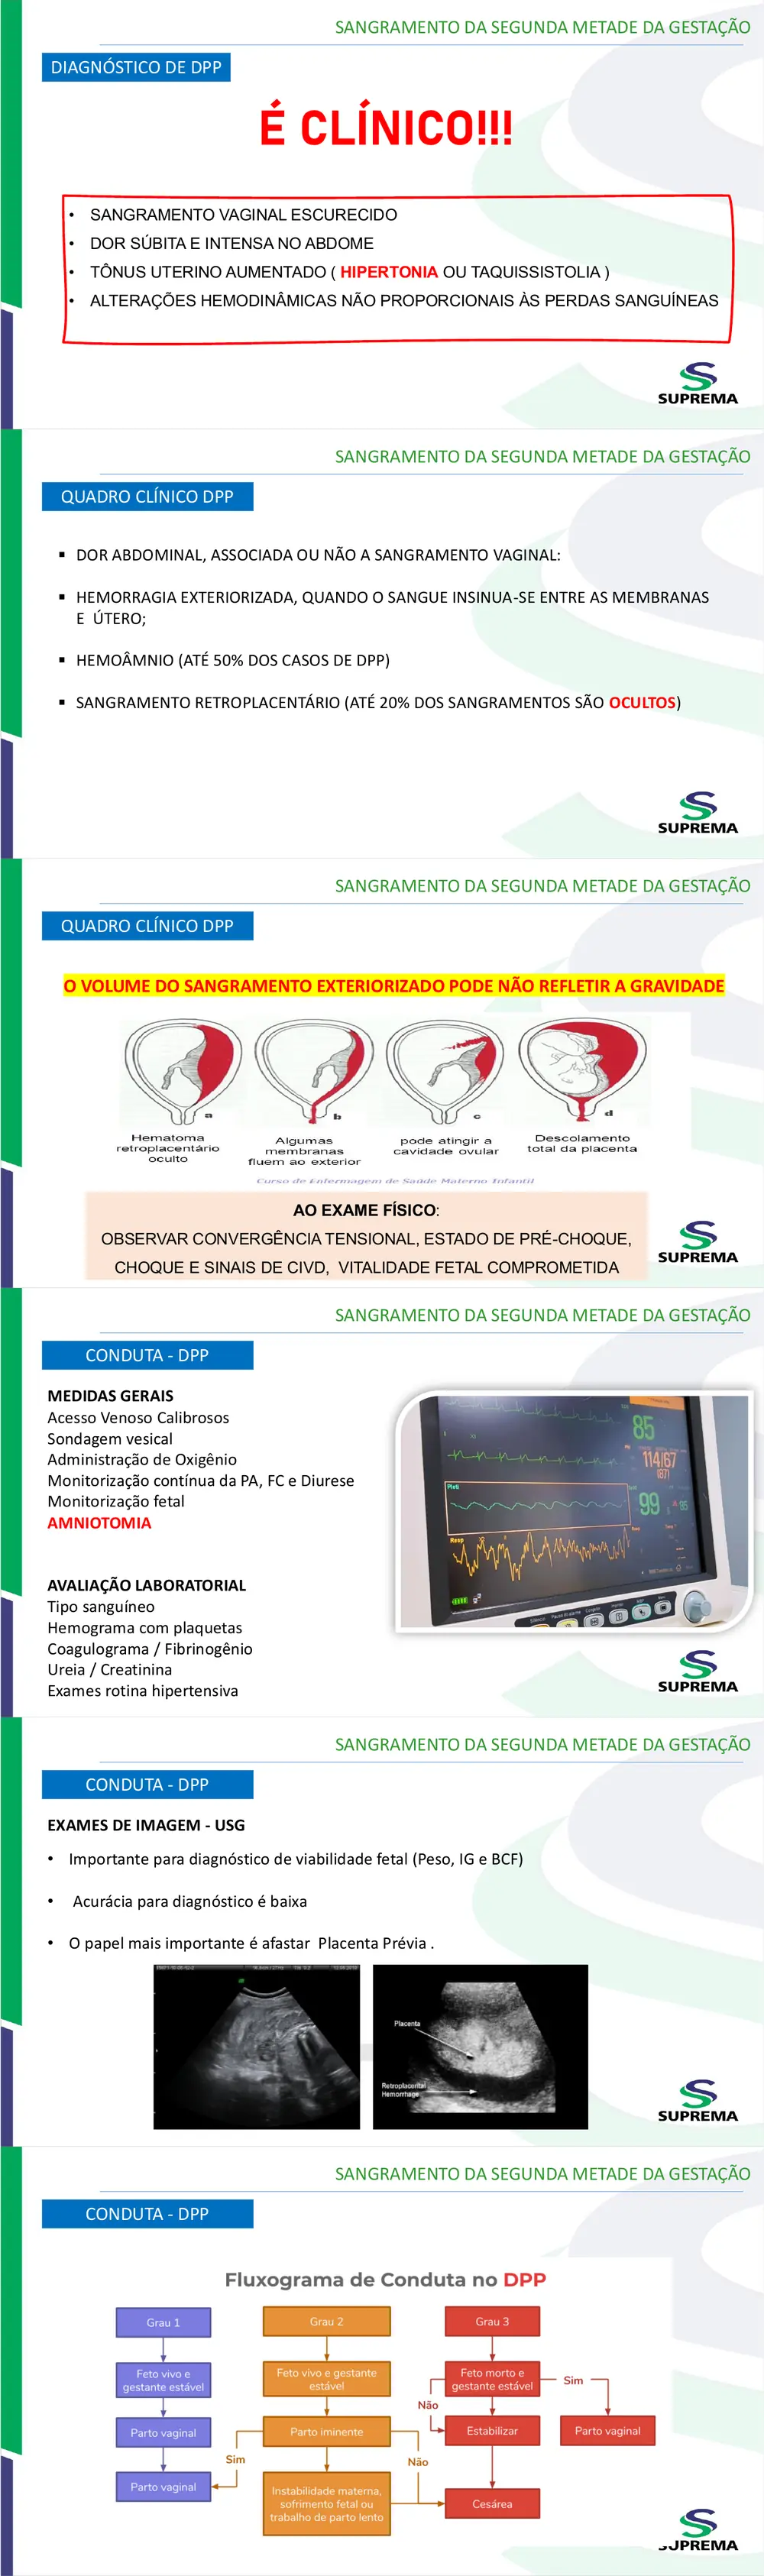 SANGRAMENTO DA SEGUNDA METADE DA GESTAÇÃO
DIAGNÓSTICO DE DPP
É CLÍNICO!!!
• SANGRAMENTO VAGINAL ESCURECIDO
• DOR SÚBITA E INTENSA NO ABDOME
• TÔNUS UTERINO AUMENTADO ( HIPERTONIA OU TAQUISSISTOLIA )
• ALTERAÇÕES HEMODINÂMICAS NÃO PROPORCIONAIS ÀS PERDAS SANGUÍNEAS
SUPREMA
SANGRAMENTO DA SEGUNDA METADE DA GESTAÇÃO
QUADRO CLÍNICO DPP
▪ DOR ABDOMINAL, ASSOCIADA OU NÃO A SANGRAMENTO VAGINAL:
▪ HEMORRAGIA EXTERIORIZADA, QUANDO O SANGUE INSINUA-SE ENTRE AS MEMBRANAS
E ÚTERO;
▪ HEMOÂMNIO (ATÉ 50% DOS CASOS DE DPP)
▪ SANGRAMENTO RETROPLACENTÁRIO (ATÉ 20% DOS SANGRAMENTOS SÃO OCULTOS)
SUPREMA
SANGRAMENTO DA SEGUNDA METADE DA GESTAÇÃO
QUADRO CLÍNICO DPP
O VOLUME DO SANGRAMENTO EXTERIORIZADO PODE NÃO REFLETIR A GRAVIDADE
a
b
c
d
Hematoma
retroplacentário
oculto
Algumas
membranas
fluem ao exterior
pode atingir a
cavidade ovular
Descolamento
total da placenta
Curso de Enfermagem de Saúde Materno Infantil
AO EXAME FÍSICO:
OBSERVAR CONVERGÊNCIA TENSIONAL, ESTADO DE PRÉ-CHOQUE,
CHOQUE E SINAIS DE CIVD, VITALIDADE FETAL COMPROMETIDA
SUPREMA
SANGRAMENTO DA SEGUNDA METADE DA GESTAÇÃO
CONDUTA - DPP
MEDIDAS GERAIS
Acesso Venoso Calibrosos
Sondagem vesical
Administração de Oxigênio
Monitorização contínua da PA, FC e Diurese
Monitorização fetal
AMNIOTOMIA
85
114/67
(87)
Pleti
99
Resp
AVALIAÇÃO LABORATORIAL
Tipo sanguíneo
Hemograma com plaquetas
Coagulograma / Fibrinogênio
Ureia / Creatinina
Exames rotina hipertensiva
SUPREMA
SANGRAMENTO DA SEGUNDA METADE DA GESTAÇÃO
CONDUTA - DPP
EXAMES DE IMAGEM - USG
• Importante para diagnóstico de viabilidade fetal (Peso, IG e BCF)
• Acurácia para diagnóstico é baixa
• O papel mais importante é afastar Placenta Prévia .
Placenta
Retroplacental
Hemorrhage
SUPREMA
SANGRAMENTO DA SEGUNDA METADE DA GESTAÇÃO
CONDUTA - DPP
Fluxograma de Conduta no DPP
Grau 1
Grau 2
Grau 3
Feto vivo e
gestante estável
Feto vivo e gestante
estável
Feto morto e
gestante estável
Sim
Não
Parto vaginal
Parto iminente
Estabilizar
Parto vaginal
Sim
Não
Parto vaginal
Instabilidade materna,
sofrimento fetal ou
trabalho de parto lento
Cesárea
SUPREMA